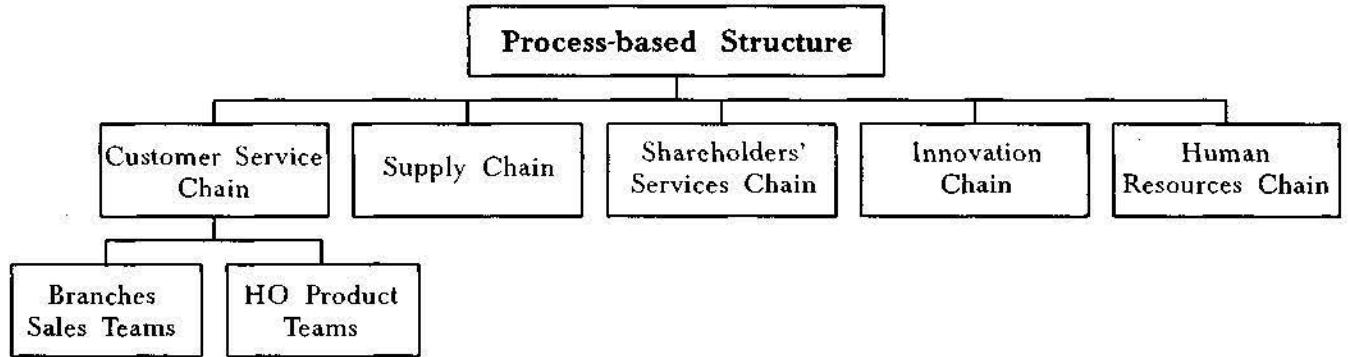 Process-based Structure
Customer Service
Chain
Supply Chain
Shareholders'
Services Chain
Innovation
Chain
Human
Resources Chain
Branches
Sales Teams
HO Product
Teams